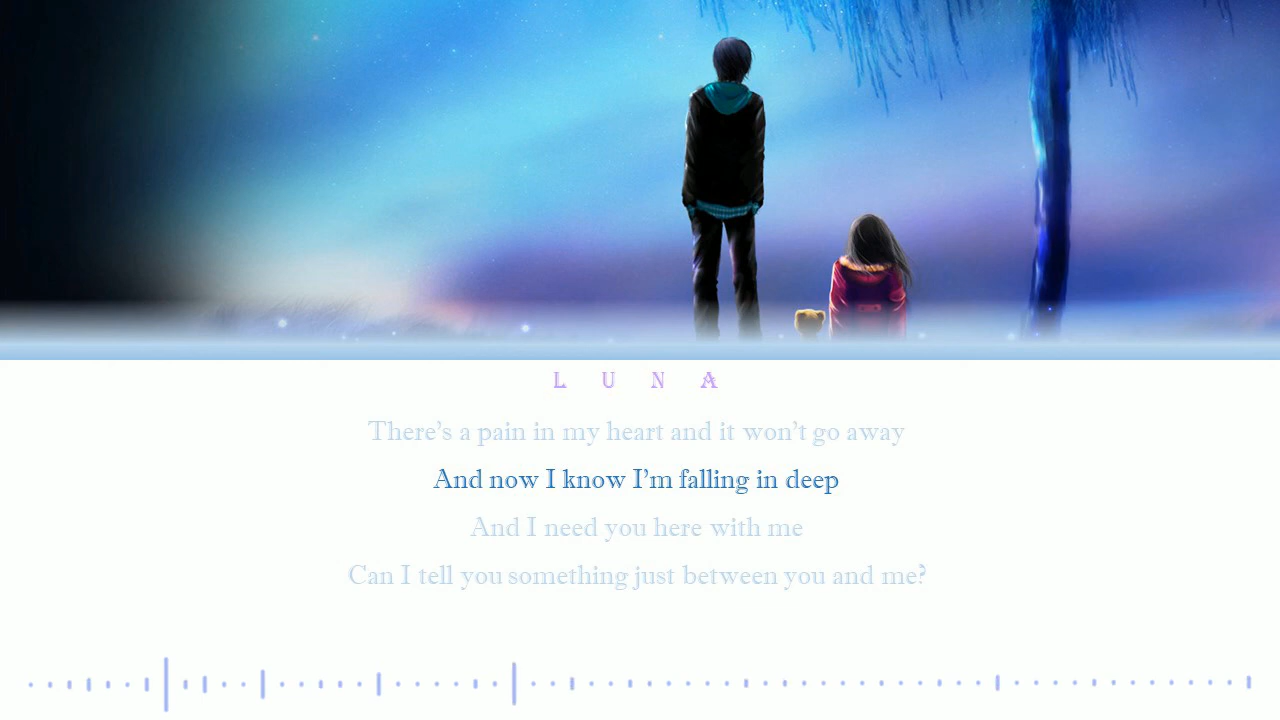 L U N A
There’s a pain in my heart and it won’t go away
And now I know I’m falling in deep
And I need you here with me
Can I tell you something just between you and me?